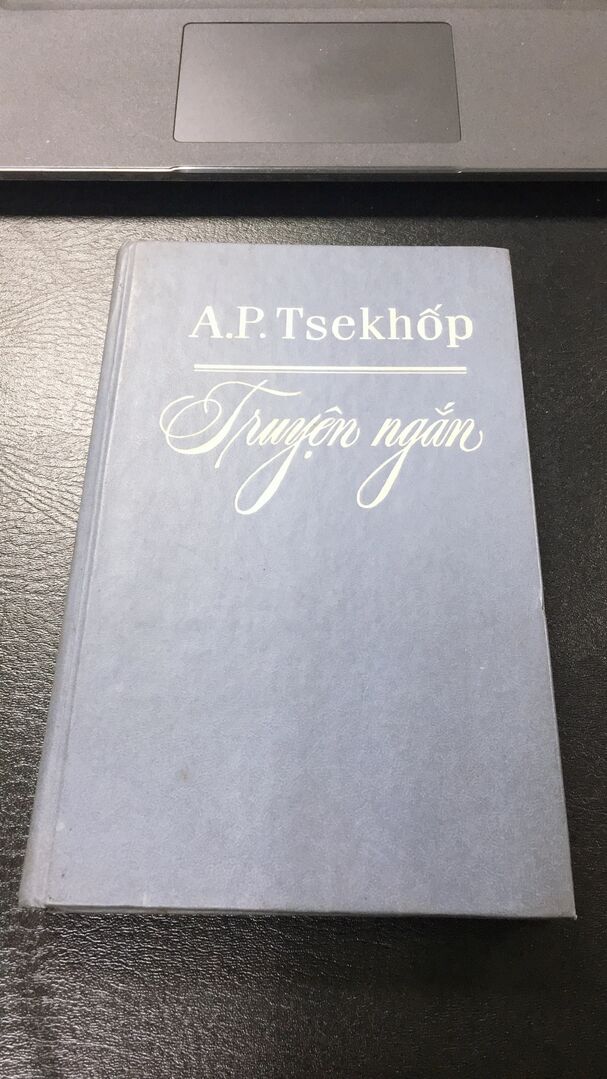 A.P. Tsekhốp
Truyện ngắn